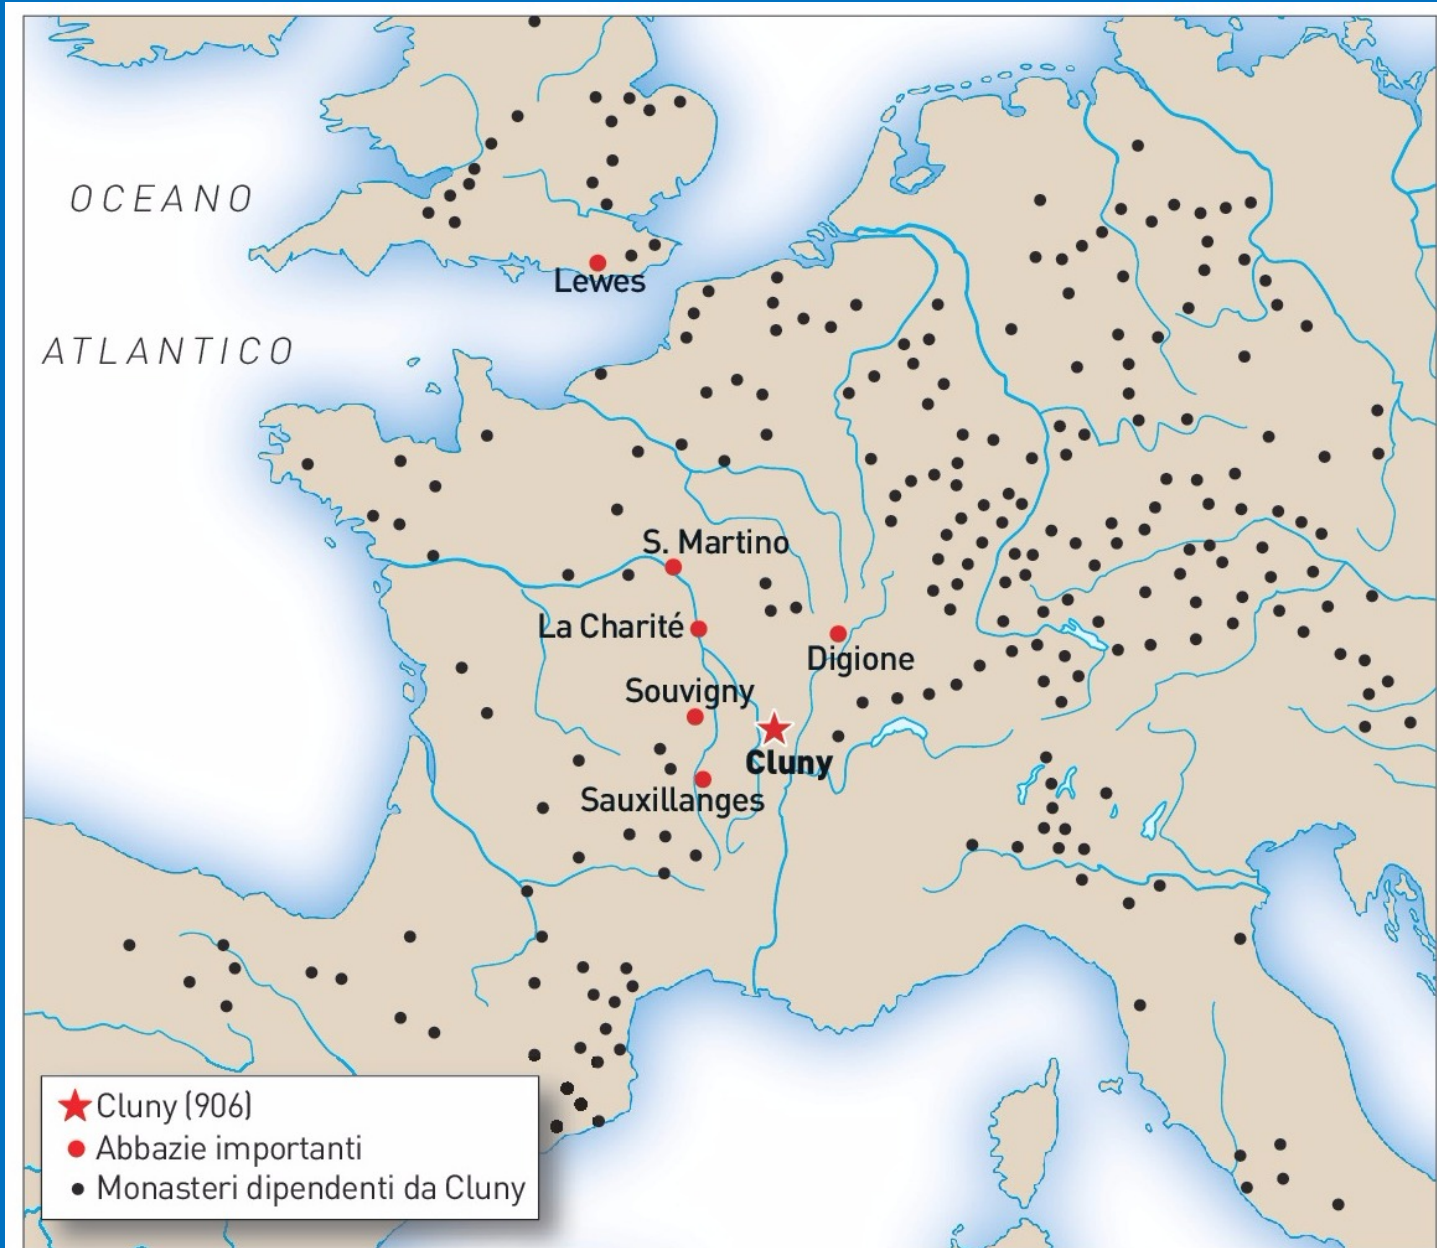 OCEANO
Lewes
ATLANTICO
S. Martino
La Charité
Digione
Souvigny
Cluny
Sauxillanges
Cluny (906)
Abbazie importanti
Monasteri dipendenti da Cluny